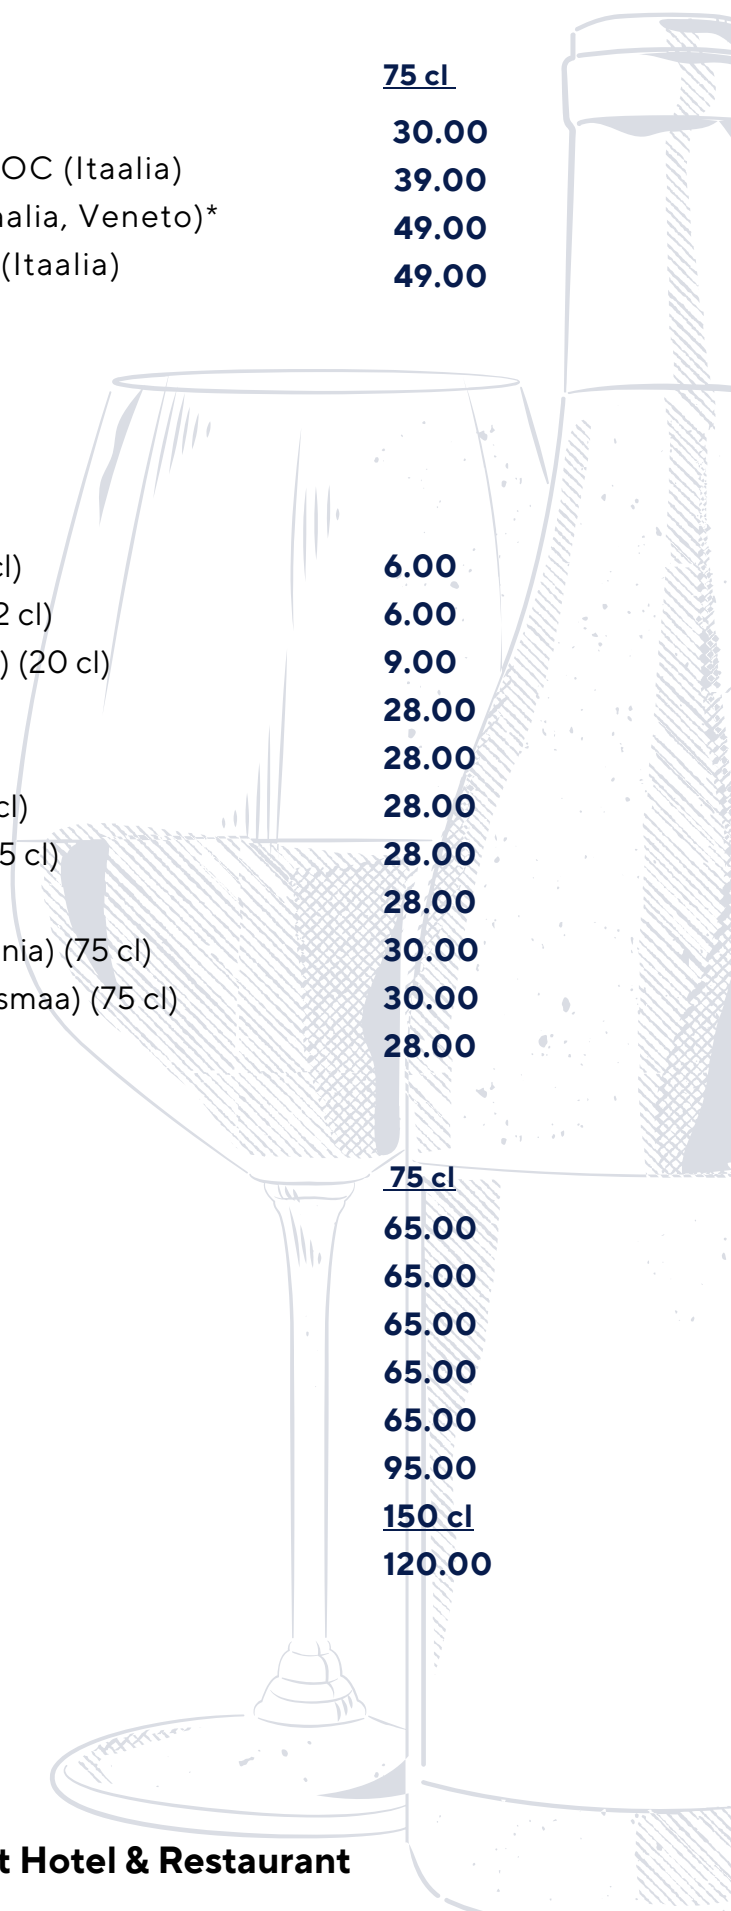 75 cl
30.00
OC (Itaalia) 39.00
alia, Veneto)* 49.00
(Itaalia) 49.00
cl) 6.00
2 cl) 6.00
) (20 cl) 9.00
28.00
28.00
cl) 28.00
5 cl) 28.00
28.00
nia) (75 cl) 30.00
smaa) (75 cl) 30.00
28.00
75 cl
65.00
65.00
65.00
65.00
65.00
95.00
150 cl
120.00
t Hotel & Restaurant